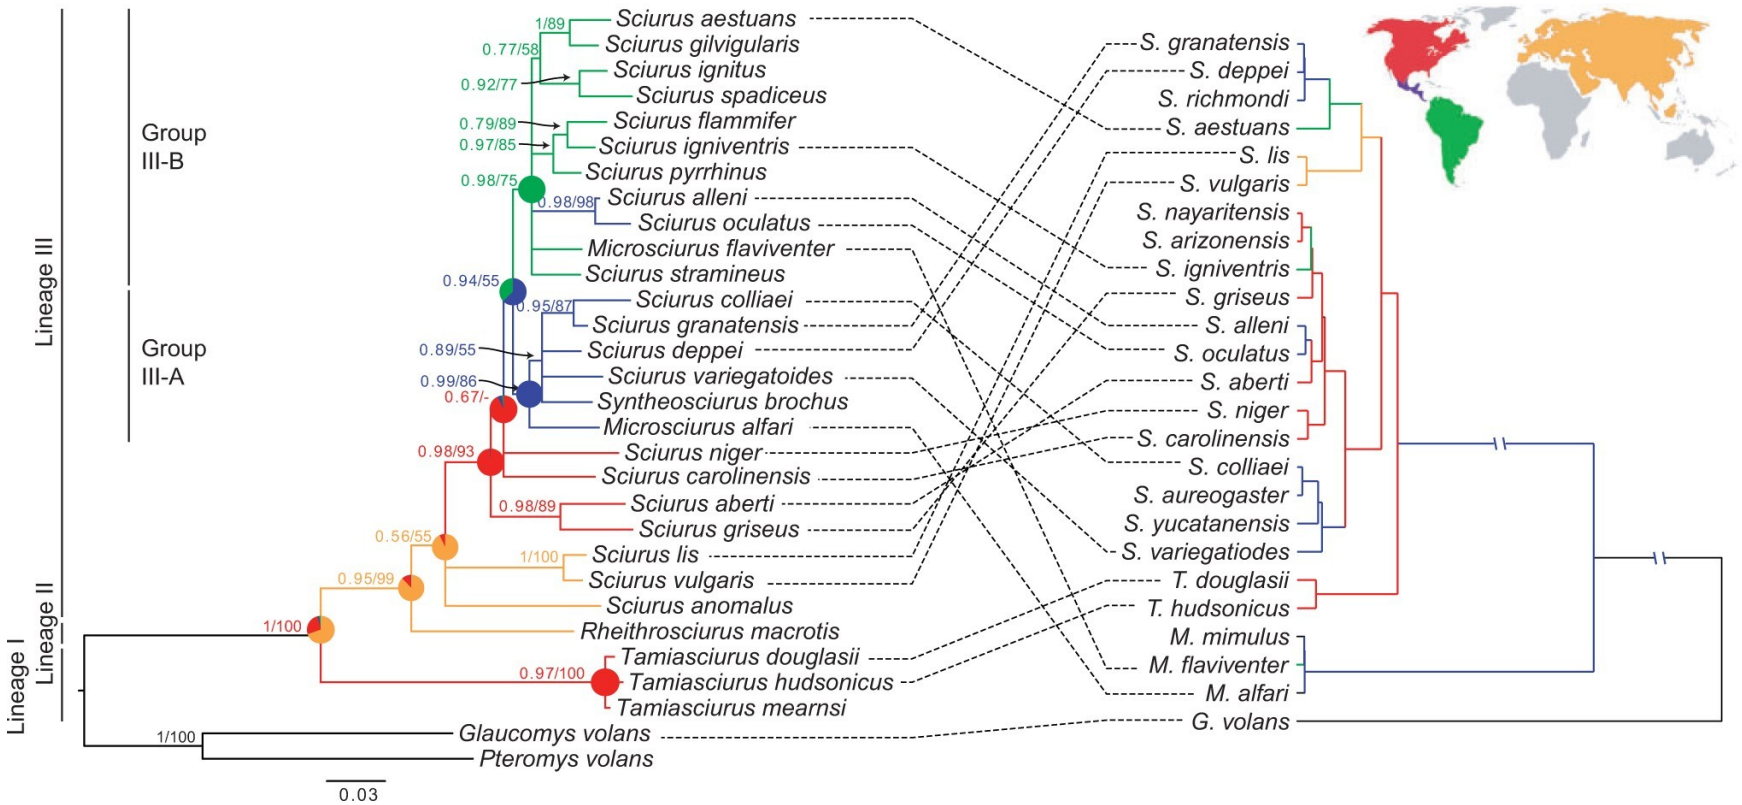 Lineage III
Lineage II
Lineage I
Group
III-B
Group
III-A
1/89
0.77/58
0.92/77
0.79/89
0.97/85
0.98/75
0.98/98
0.94/55
0.95/87
0.89/55
0.99/86
0.67/-
0.98/93
0.98/89
0.56/55
1/100
0.95/99
1/100
0.97/100
1/100
Sciurus aestuans
Sciurus gilvigularis
Sciurus ignitus
Sciurus spadiceus
Sciurus flammifer
Sciurus igniventris
Sciurus pyrrhinus
Sciurus alleni
Sciurus oculatus
Microsciurus flaviventer
Sciurus stramineus
Sciurus colliaei
Sciurus granatensis
Sciurus deppei
Sciurus variegatoides
Syntheosciurus brochus
Microsciurus alfari
Sciurus niger
Sciurus carolinensis
Sciurus aberti
Sciurus griseus
Sciurus lis
Sciurus vulgaris
Sciurus anomalus
Rheithrosciurus macrotis
Tamiasciurus douglasii
Tamiasciurus hudsonicus
Tamiasciurus mearnsi
Glaucomys volans
Pteromys volans
0.03
S. granatensis
S. deppei
S. richmondi
S. aestuans
S. lis
S. vulgaris
S. nayaritensis
S. arizonensis
S. igniventris
S. griseus
S. alleni
S. oculatus
S. aberti
S. niger
S. carolinensis
S. colliaei
S. aureogaster
S. yucatanensis
S. variegatiodes
T. douglasii
T. hudsonicus
M. mimulus
M. flaviventer
M. alfari
G. volans